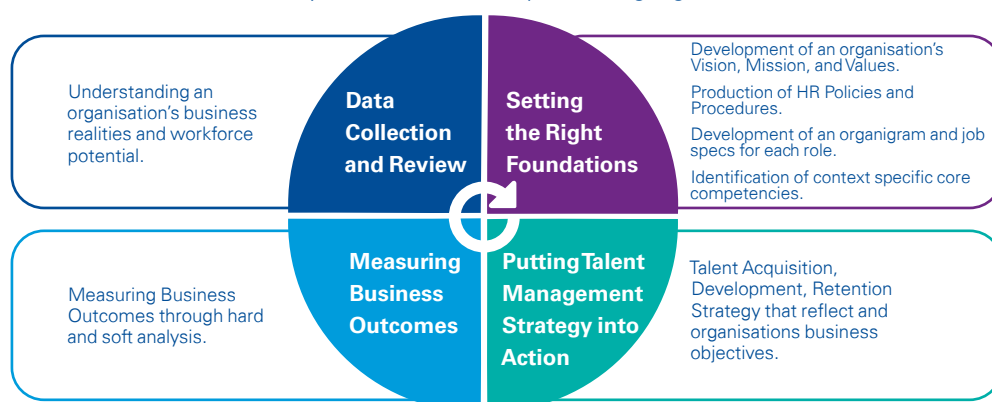 Understanding an
organisation's business
realities and workforce
potential.
Data
Collection
and Review
Setting
the Right
Foundations
Development of an organisation's
Vision, Mission, and Values.
Production of HR Policies and
Procedures.
Development of an organigram and job
specs for each role.
Identification of context specific core
competencies.
Measuring Business
Outcomes through hard
and soft analysis.
Measuring
Business
Outcomes
Putting Talent
Management
Strategy into
Action
Talent Acquisition,
Development, Retention
Strategy that reflect and
organisations business
objectives.